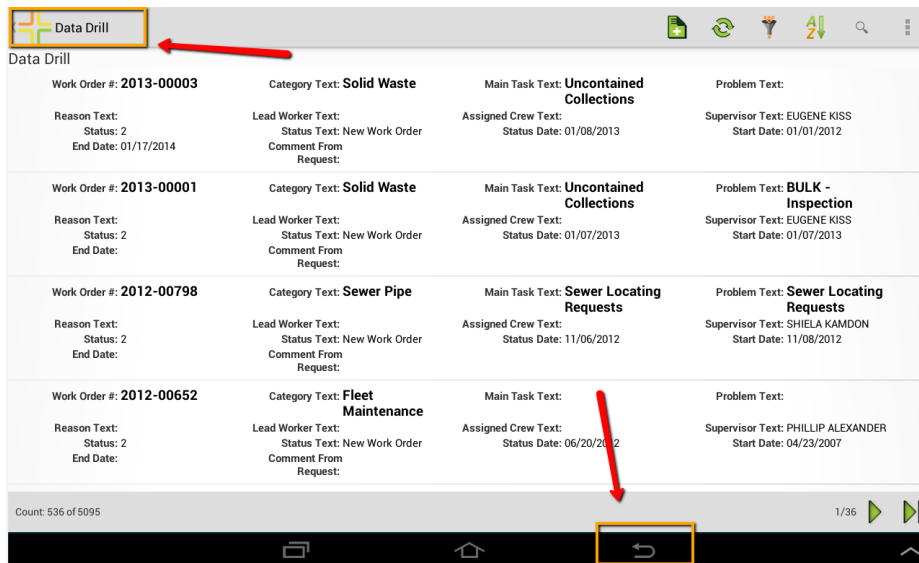 Data Drill
Data Drill
Work Order #: 2013-00003 Category Text: Solid Waste Main Task Text: Uncontained Problem Text:
Collections
Reason Text: Lead Worker Text: Assigned Crew Text: Supervisor Text: EUGENE KISS
Status: 2 Status Text: New Work Order Status Date: 01/08/2013 Start Date: 01/01/2012
End Date: 01/17/2014 Comment From
Request:
Work Order #: 2013-00001 Category Text: Solid Waste Main Task Text: Uncontained Problem Text: BULK -
Collections Inspection
Reason Text: Lead Worker Text: Assigned Crew Text: Supervisor Text: EUGENE KISS
Status: 2 Status Text: New Work Order Status Date: 01/07/2013 Start Date: 01/07/2013
End Date: Comment From
Request:
Work Order #: 2012-00798 Category Text: Sewer Pipe Main Task Text: Sewer Locating Problem Text: Sewer Locating
Requests Requests
Reason Text: Lead Worker Text: Assigned Crew Text: Supervisor Text: SHIELA KAMDON
Status: 2 Status Text: New Work Order Status Date: 11/06/2012 Start Date: 11/08/2012
End Date: Comment From
Request:
Work Order #: 2012-00652 Category Text: Fleet Main Task Text: Problem Text:
Maintenance
Reason Text: Lead Worker Text: Assigned Crew Text: Supervisor Text: PHILLIP ALEXANDER
Status: 2 Status Text: New Work Order Status Date: 06/20/2012 Start Date: 04/23/2007
End Date: Comment From
Request:
Count: 536 of 5095 1/36